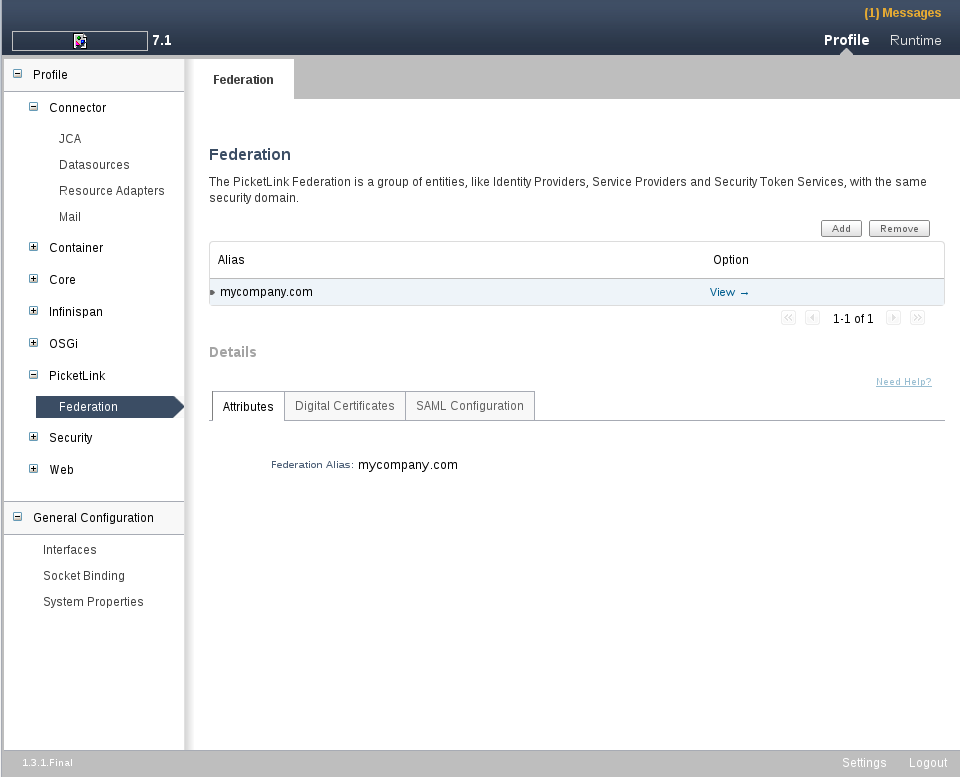 (1) Messages
7.1
Profile Runtime
Profile
Connector
JCA
Datasources
Resource Adapters
Mail
Container
Core
Infinispan
OSGi
PicketLink
Federation
Security
Web
General Configuration
Interfaces
Socket Binding
System Properties
Federation
Federation
The PicketLink Federation is a group of entities, like Identity Providers, Service Providers and Security Token Services, with the same
security domain.
Add Remove
Alias Option
mycompany.com View →
1-1 of 1
Details
Need Help?
Attributes Digital Certificates SAML Configuration
Federation Alias: mycompany.com
1.3.1.Final
Settings Logout